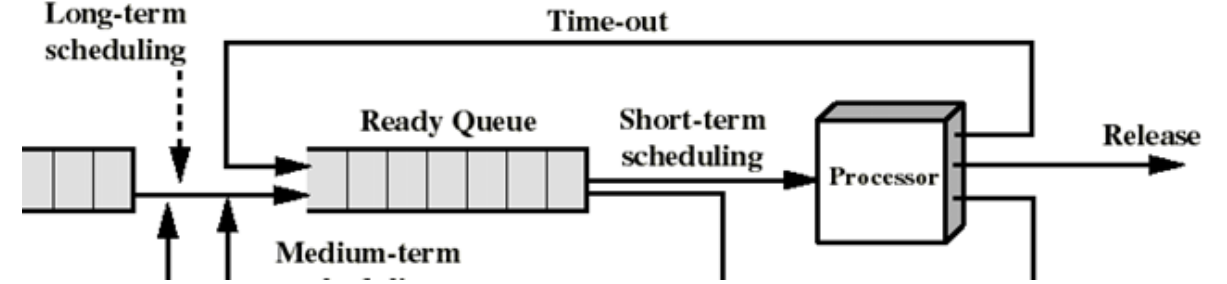 Long-term
scheduling
Time-out
Ready Queue
Short-term
scheduling
Processor
Release
Medium-term